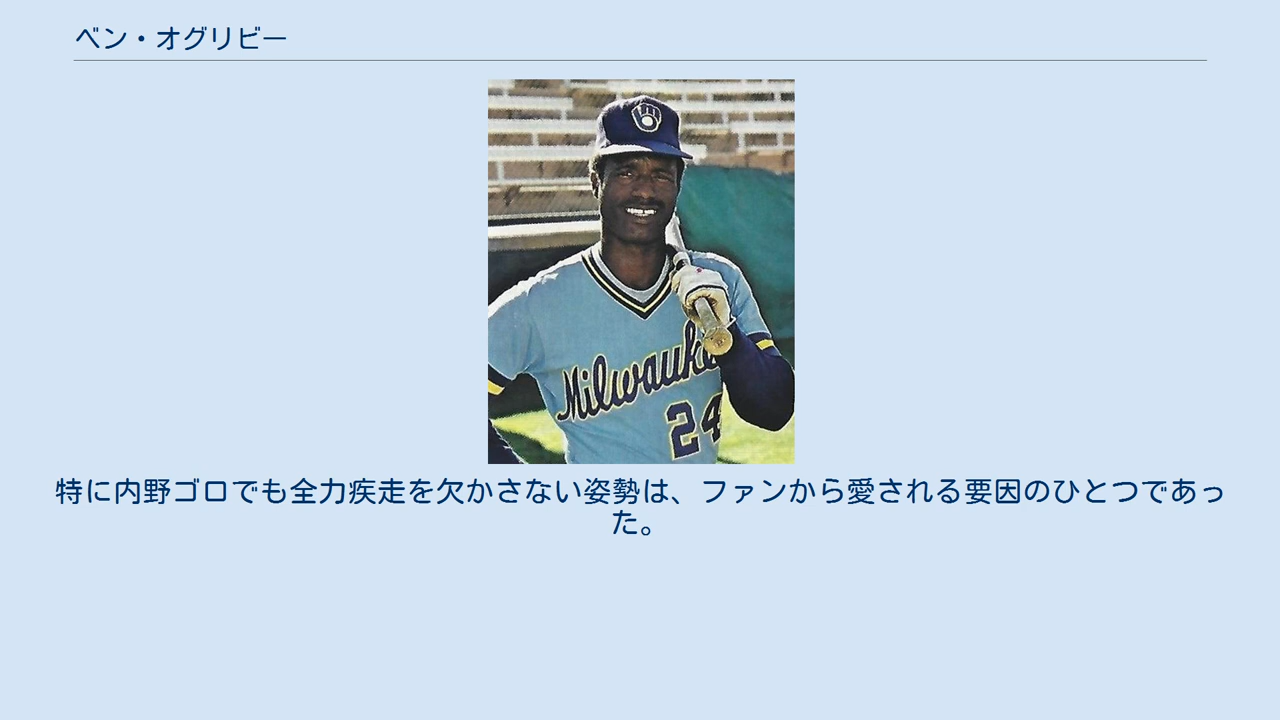 ベン・オグリビー
Milwauke
24
特に内野ゴロでも全力疾走を欠かさない姿勢は、ファンから愛される要因のひとつであっ
た。